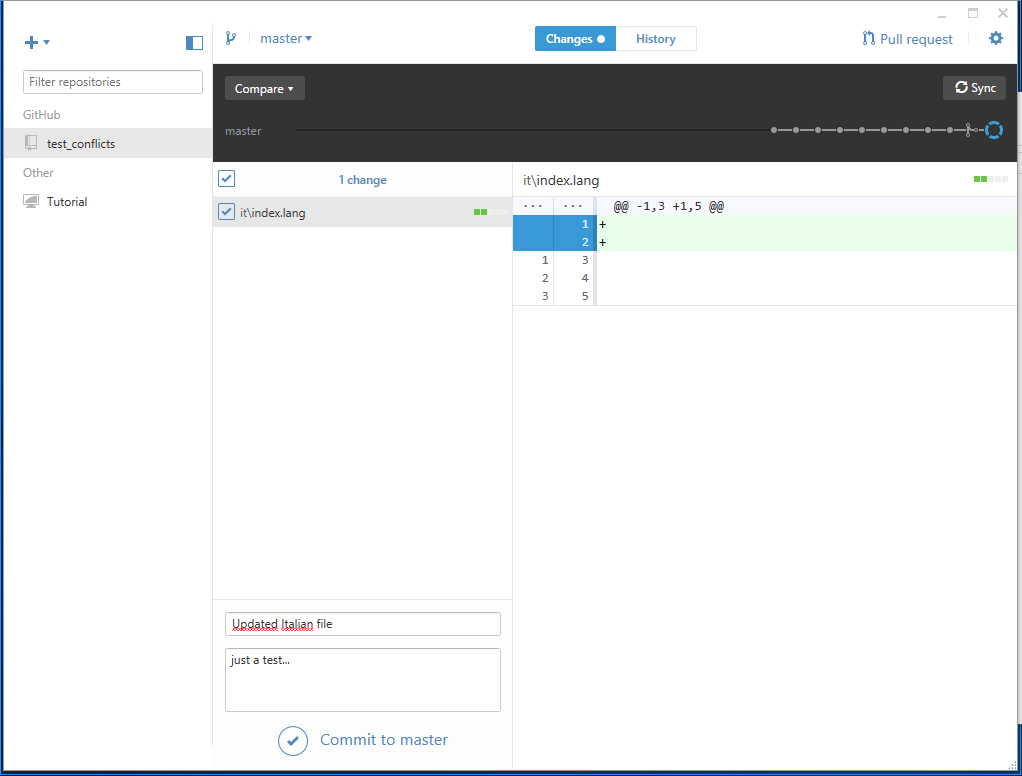 master
Changes
History
Pull request
Filter repositories
GitHub
test_conflicts
Other
Tutorial
Compare
Sync
master
1 change
it\index.lang
Updated Italian file
just a test...
Commit to master
it\index.lang
... ... @@ -1,3 +1,5 @@
1 +
2 +
1 3
2 4
3 5